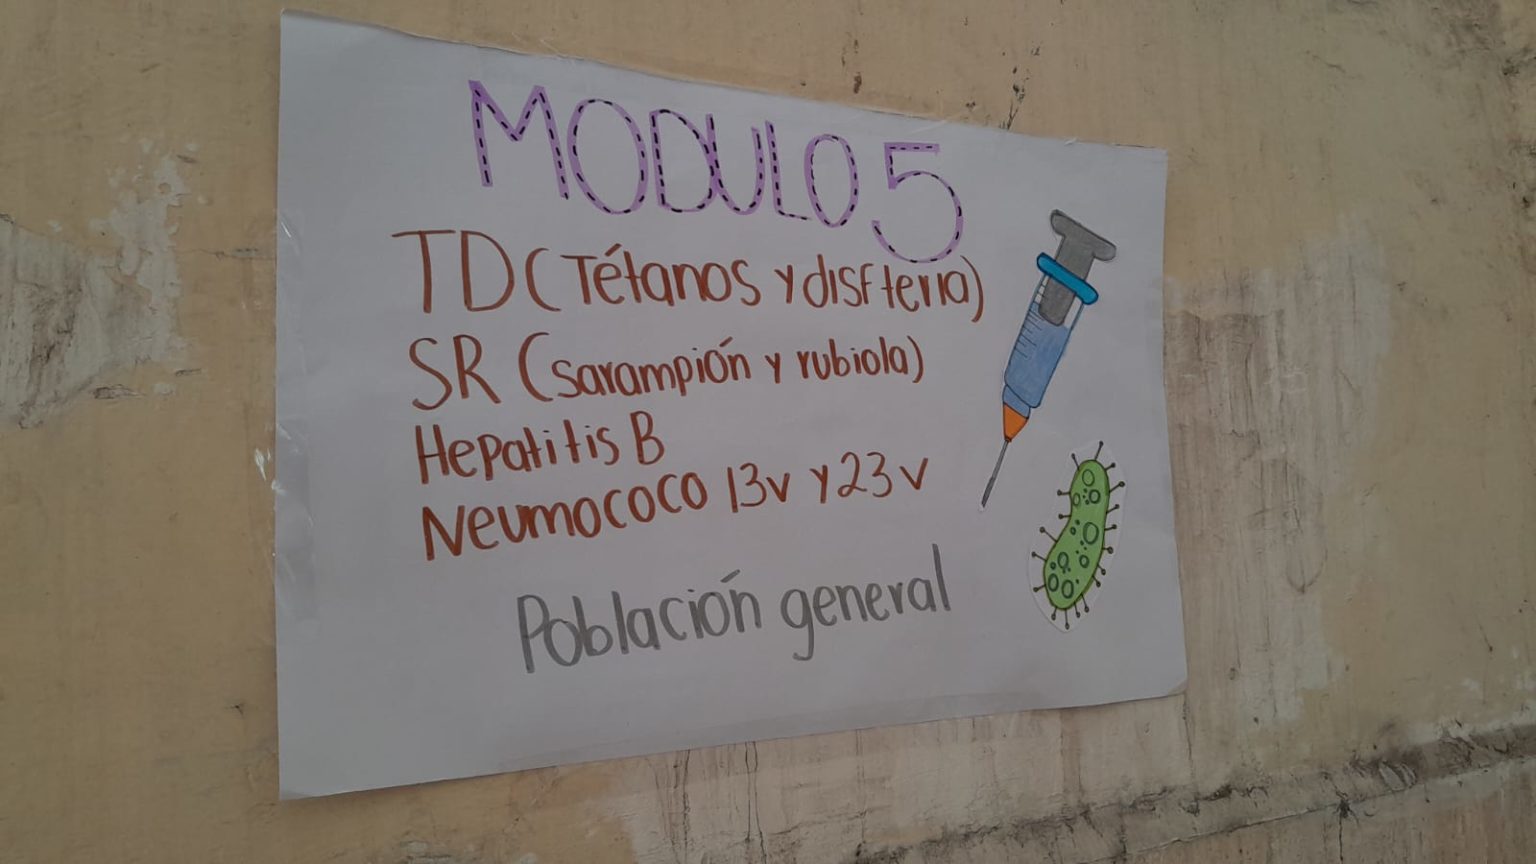 MODULO 5
TD (Tétanos y disfteria)
SR (sarampión y rubiola)
Hepatitis B
Neumococo 13v y 23v
Población general